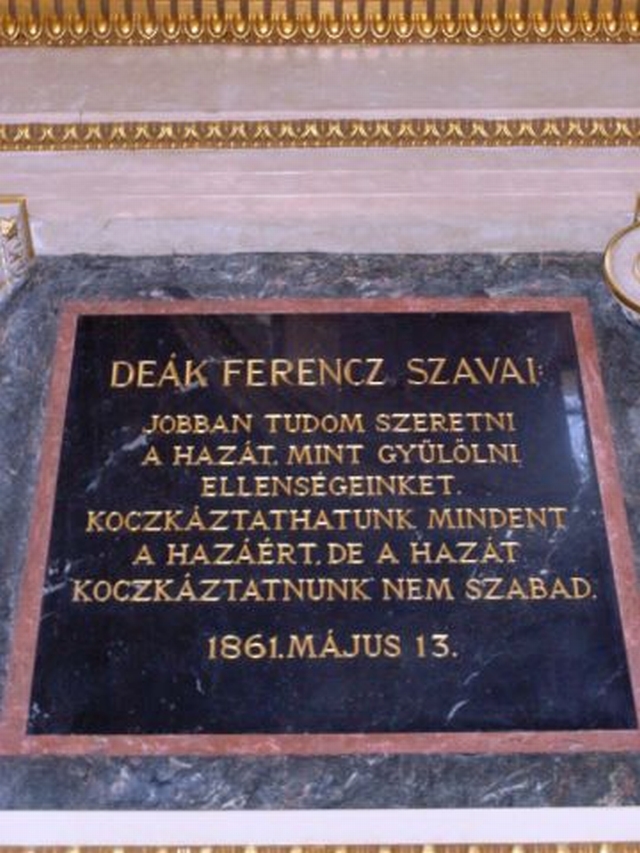 DEÁK FERENCZ SZAVAI:
JOBBAN TUDOM SZERETNI
A HAZÁT, MINT GYŰLÖLNI
ELLENSÉGEINKET.
KOCZKÁZTATHATUNK MINDENT
A HAZÁÉRT, DE A HAZÁT
KOCZKÁZTATNUNK NEM SZABAD.
1861. MÁJUS 13.